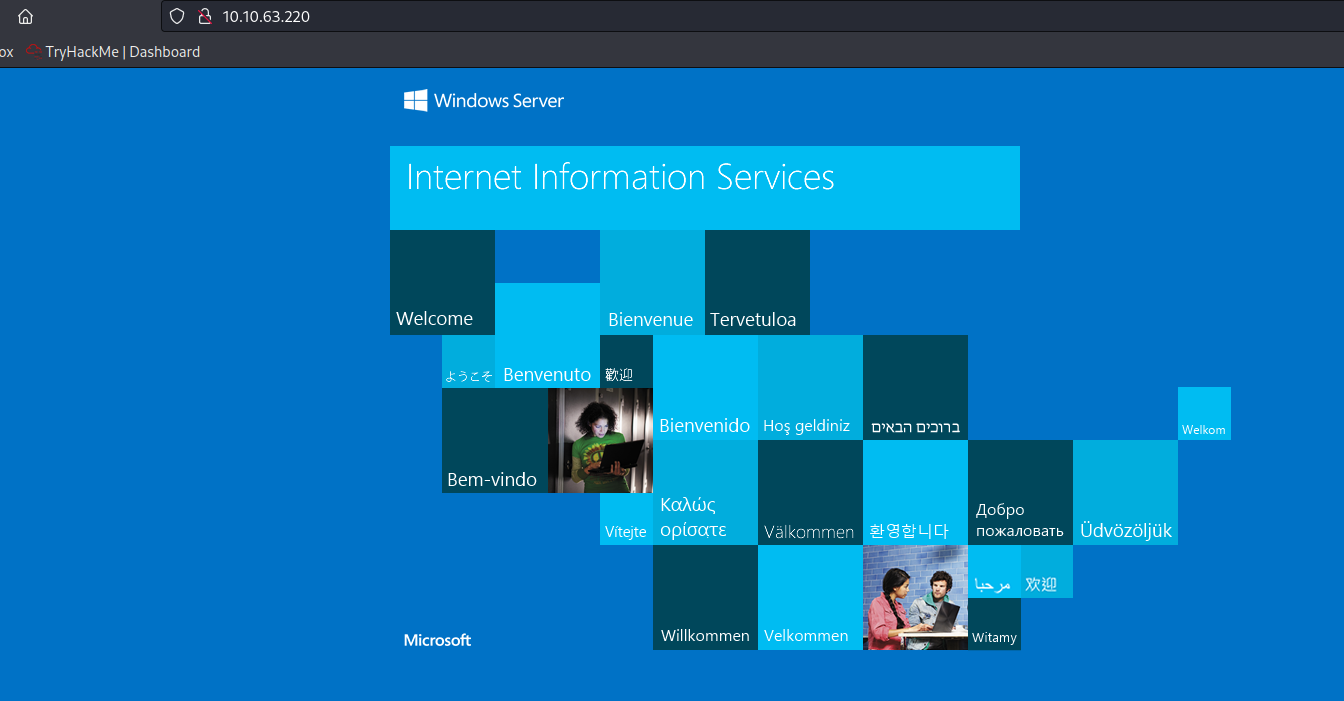 10.10.63.220
ox TryHackMe | Dashboard
Windows Server
Internet Information Services
Welcome
Bienvenue
Tervetuloa
ようこそ
Benvenuto
歡迎
Bienvenido
Hoş geldiniz
ברוכים הבאים
Welkom
Bem-vindo
Vítejte
Καλώς
ορίσατε
Välkommen
환영합니다
Добро
пожаловать
Üdvözöljük
Microsoft
Willkommen
Velkommen
مرحبا
欢迎
Witamy